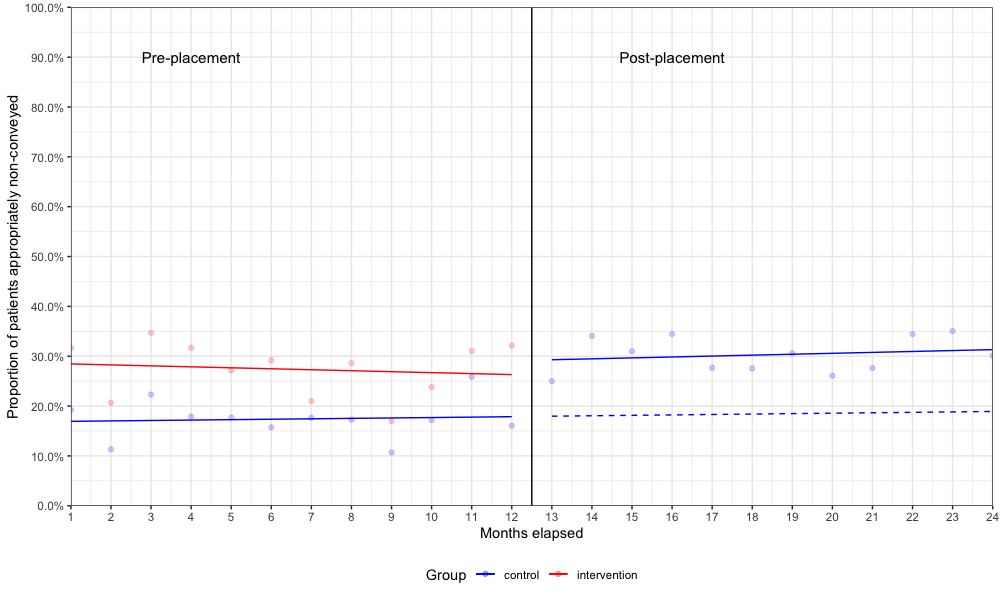 Proportion of patients appropriately non-conveyed
100.0%
90.0%
80.0%
70.0%
60.0%
50.0%
40.0%
30.0%
20.0%
10.0%
0.0%
Pre-placement
Post-placement
1 2 3 4 5 6 7 8 9 10 11 12 13 14 15 16 17 18 19 20 21 22 23 24
Months elapsed
Group control intervention